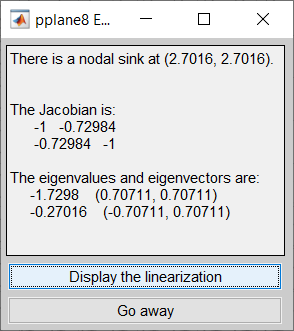 pplane8 E...
There is a nodal sink at (2.7016, 2.7016).
The Jacobian is:
-1 -0.72984
-0.72984 -1
The eigenvalues and eigenvectors are:
-1.7298 (0.70711, 0.70711)
-0.27016 (-0.70711, 0.70711)
Display the linearization
Go away